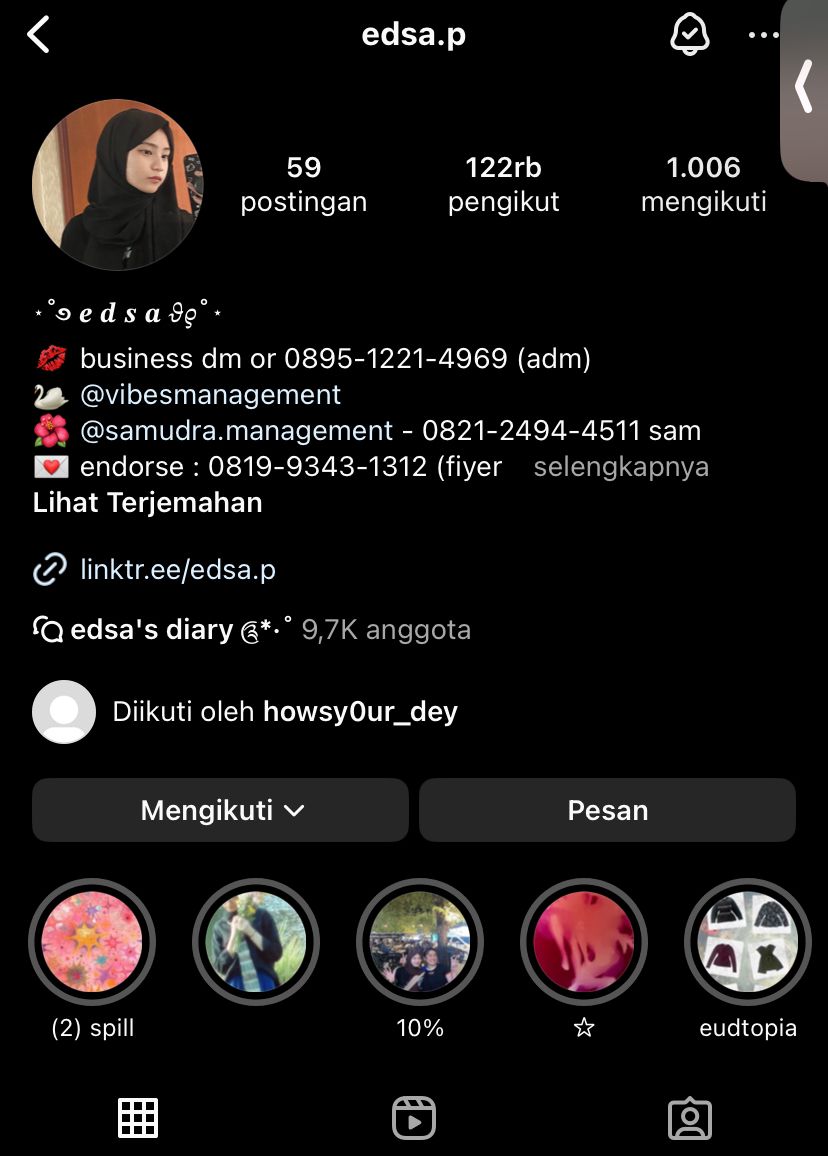 edsa.p
59
postingan
122rb
pengikut
1.006
mengikuti
⋆˚࿔ 𝒆 𝒅 𝒔 𝒂 𝜗𝜚˚⋆
💋 business dm or 0895-1221-4969 (adm)
🦢 @vibesmanagement
🌺 @samudra.management - 0821-2494-4511 sam
💌 endorse : 0819-9343-1312 (fiyer selengkapnya
Lihat Terjemahan
linktr.ee/edsa.p
edsa's diary ༊*·˚ 9,7K anggota
Diikuti oleh howsy0ur_dey
Mengikuti
Pesan
(2) spill
10%
☆
eudtopia